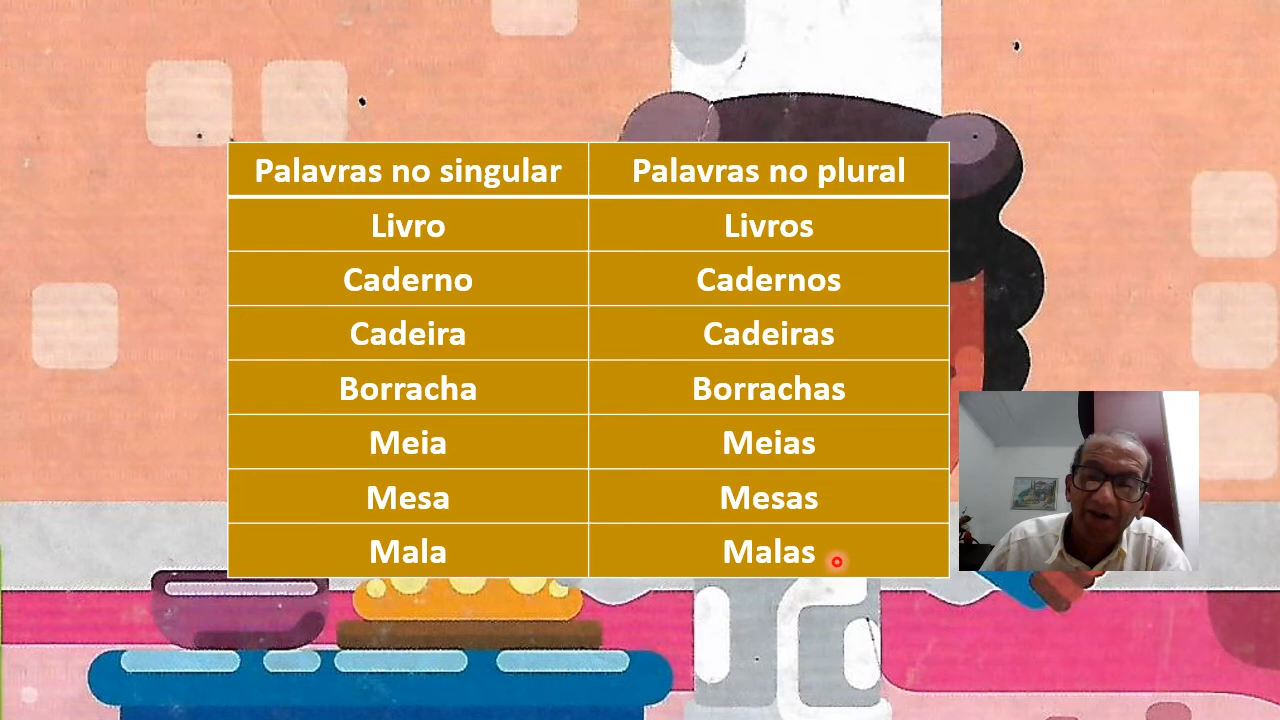 Palavras no singular Palavras no plural
Livro Livros
Caderno Cadernos
Cadeira Cadeiras
Borracha Borrachas
Meia Meias
Mesa Mesas
Mala Malas